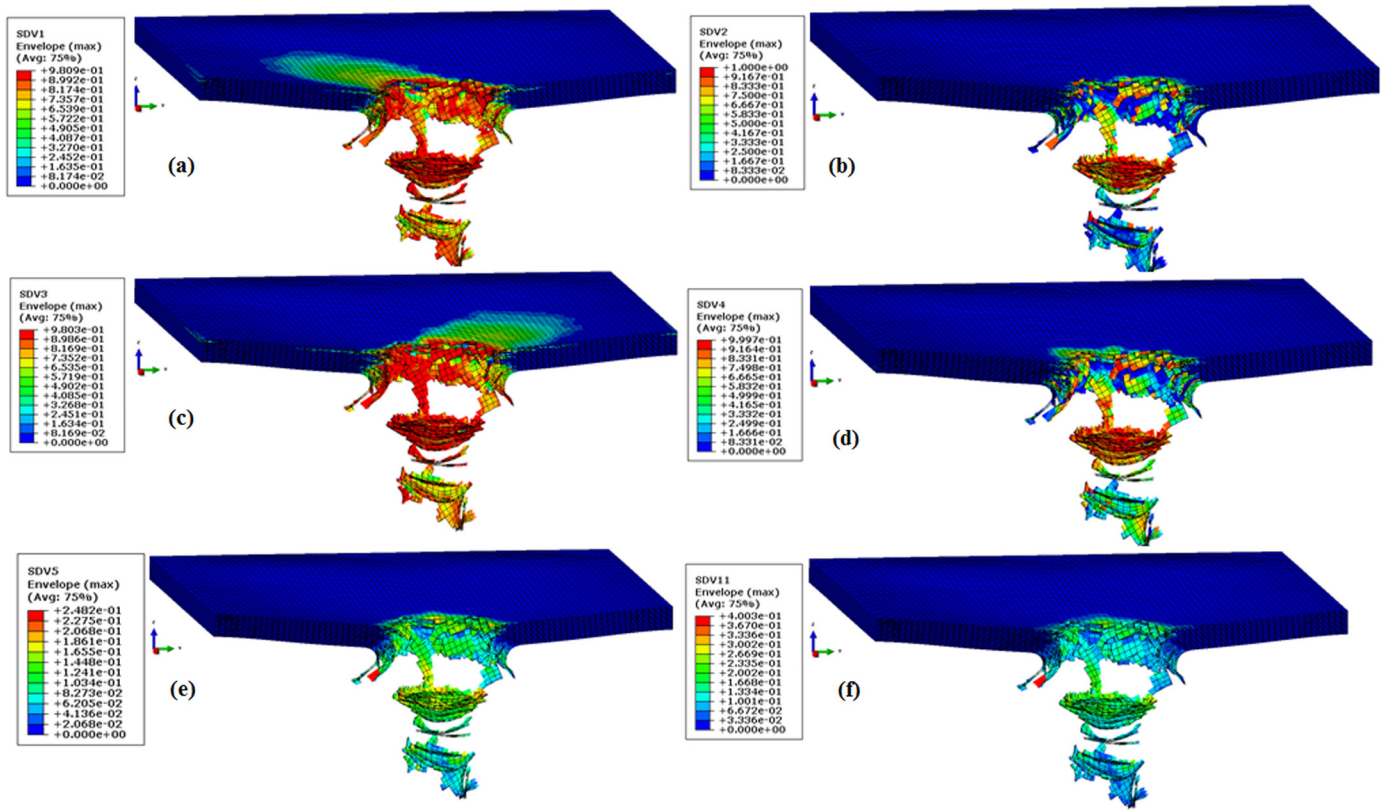 SDV1
Envelope (max)
(Avg: 75%)
+9.809e-01
+8.992e-01
+8.174e-01
+7.357e-01
+6.539e-01
+5.722e-01
+4.905e-01
+4.087e-01
+3.270e-01
+2.452e-01
+1.635e-01
+8.174e-02
+0.000e+00
(a)
SDV2
Envelope (max)
(Avg: 75%)
+1.000e+00
+9.167e-01
+8.333e-01
+7.500e-01
+6.667e-01
+5.833e-01
+5.000e-01
+4.167e-01
+3.333e-01
+2.500e-01
+1.667e-01
+8.333e-02
+0.000e+00
(b)
SDV3
Envelope (max)
(Avg: 75%)
+9.803e-01
+8.986e-01
+8.169e-01
+7.352e-01
+6.535e-01
+5.719e-01
+4.902e-01
+4.085e-01
+3.268e-01
+2.451e-01
+1.634e-01
+8.169e-02
+0.000e+00
(c)
SDV4
Envelope (max)
(Avg: 75%)
+9.997e-01
+9.164e-01
+8.331e-01
+7.498e-01
+6.665e-01
+5.832e-01
+4.999e-01
+4.165e-01
+3.332e-01
+2.499e-01
+1.666e-01
+8.331e-02
+0.000e+00
(d)
SDV5
Envelope (max)
(Avg: 75%)
+2.482e-01
+2.275e-01
+2.068e-01
+1.861e-01
+1.655e-01
+1.448e-01
+1.241e-01
+1.034e-01
+8.273e-02
+6.205e-02
+4.136e-02
+2.068e-02
+0.000e+00
(e)
SDV11
Envelope (max)
(Avg: 75%)
+4.003e-01
+3.670e-01
+3.336e-01
+3.002e-01
+2.669e-01
+2.335e-01
+2.002e-01
+1.668e-01
+1.334e-01
+1.001e-01
+6.672e-02
+3.336e-02
+0.000e+00
(f)